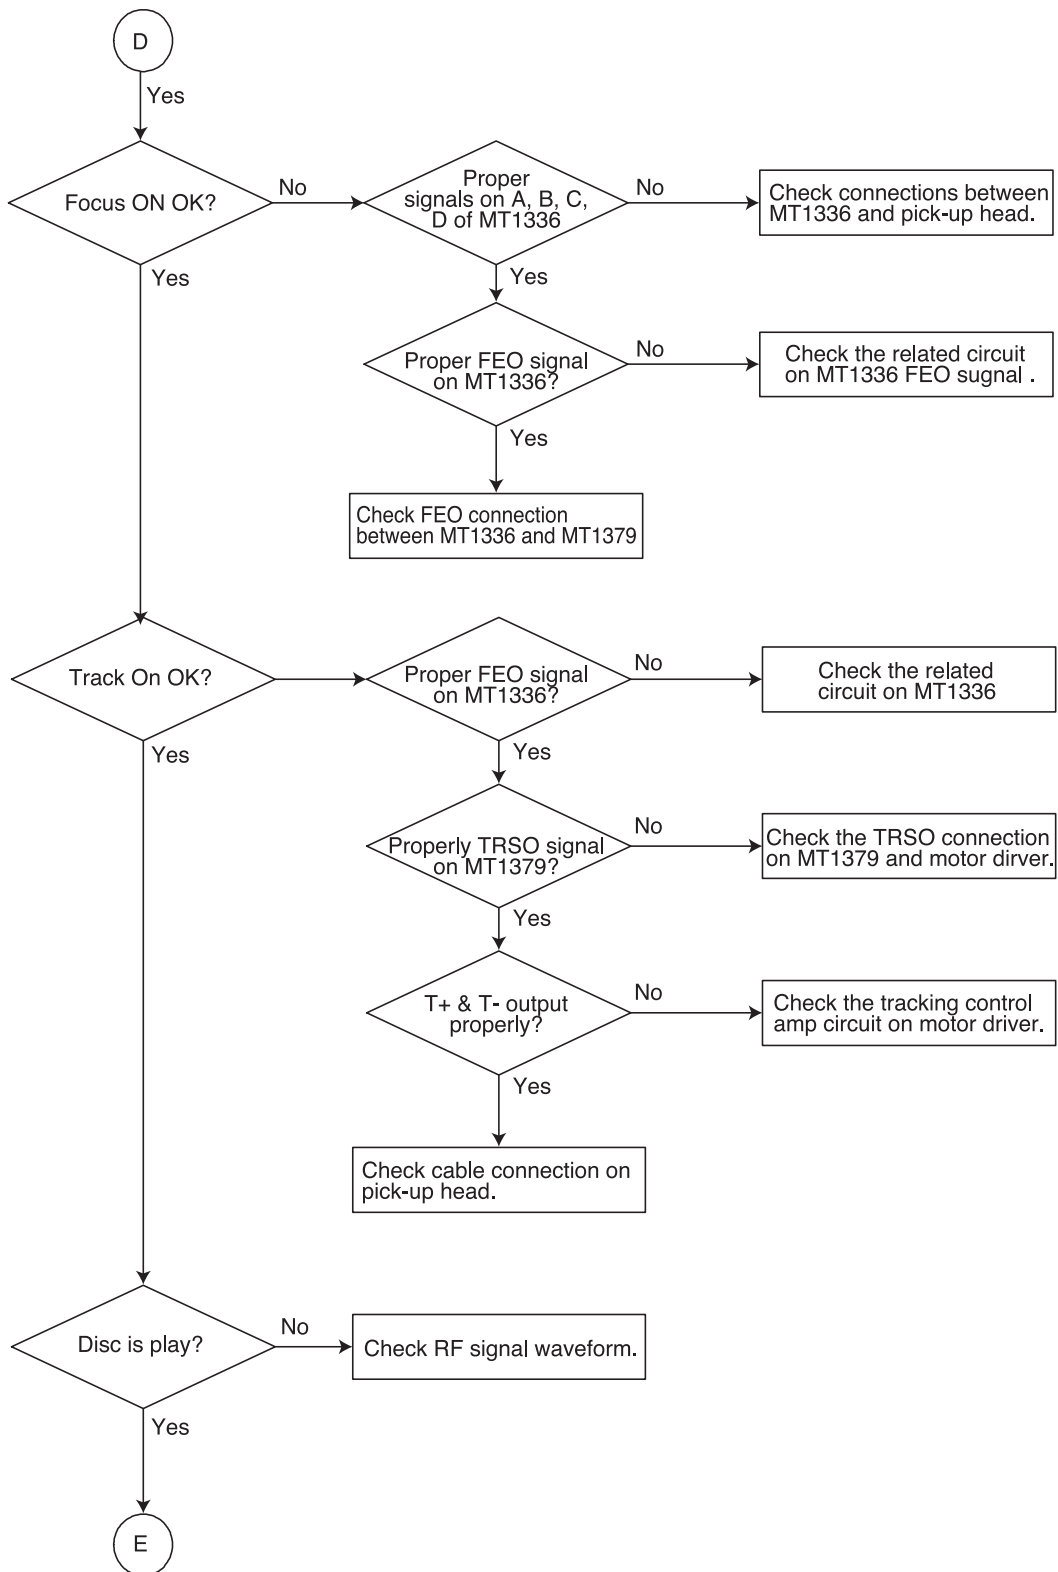 D
Yes
Focus ON OK?
No
Proper
signals on A, B, C,
D of MT1336
No
Check connections between
MT1336 and pick-up head.
Yes
Yes
Proper FEO signal
on MT1336?
No
Check the related circuit
on MT1336 FEO sugnal .
Yes
Check FEO connection
between MT1336 and MT1379
Track On OK?
Proper FEO signal
on MT1336?
No
Check the related
circuit on MT1336
Yes
Yes
Properly TRSO signal
on MT1379?
No
Check the TRSO connection
on MT1379 and motor dirver.
Yes
T+ & T- output
properly?
No
Check the tracking control
amp circuit on motor driver.
Yes
Check cable connection on
pick-up head.
Disc is play?
No
Check RF signal waveform.
Yes
E